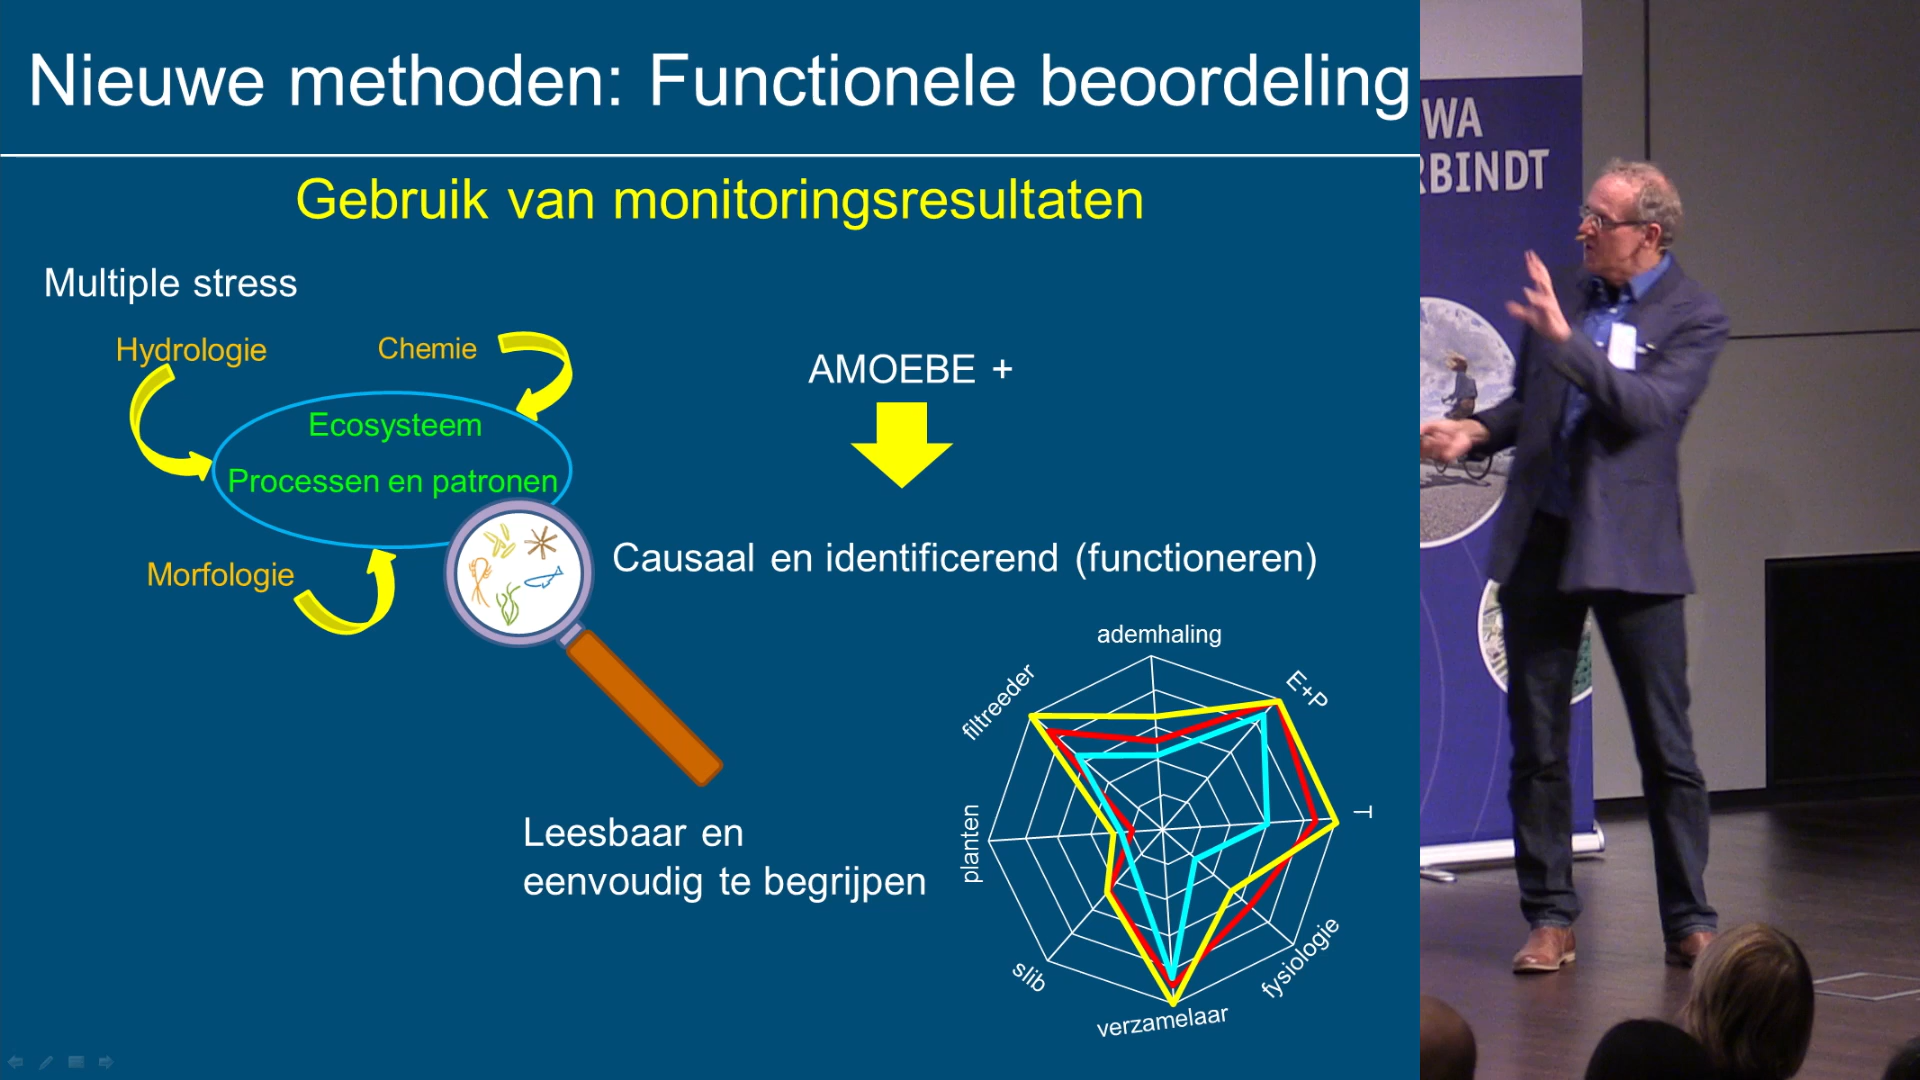 Nieuwe methoden: Functionele beoordeling
Gebruik van monitoringsresultaten
Multiple stress
Hydrologie
Chemie
Ecosysteem
Processen en patronen
Morfologie
AMOEBE +
Causaal en identificerend (functioneren)
ademhaling
E+P
T
fysiologie
verzamelaar
slib
planten
filtreeder
Leesbaar en
eenvoudig te begrijpen
WA
RBINDT